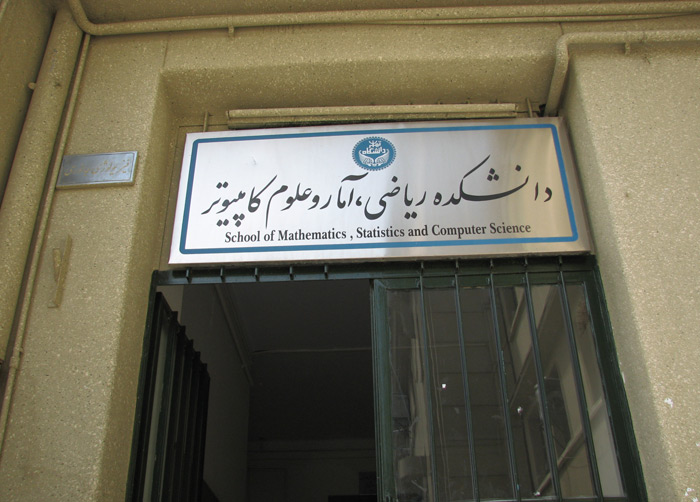 دانشکده ریاضی، آمار و علوم کامپیوتر
School of Mathematics , Statistics and Computer Science